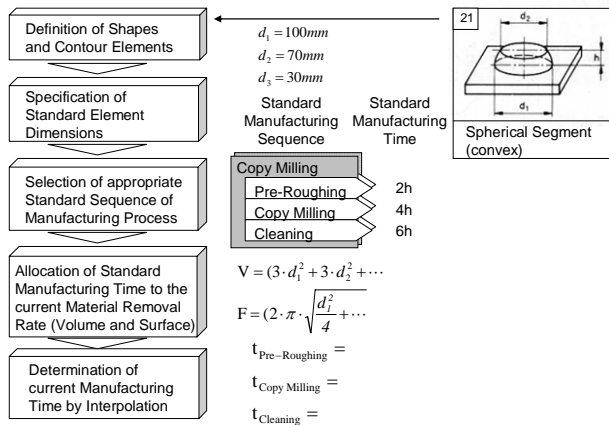 Definition of Shapes
and Contour Elements
Specification of
Standard Element
Dimensions
Selection of appropriate
Standard Sequence of
Manufacturing Process
Allocation of Standard
Manufacturing Time to the
current Material Removal
Rate (Volume and Surface)
Determination of
current Manufacturing
Time by Interpolation
d₁ = 100mm
d₂ = 70mm
d₃ = 30mm
Standard
Manufacturing
Sequence
Standard
Manufacturing
Time
Copy Milling
Pre-Roughing 2h
Copy Milling 4h
Cleaning 6h
V = (3·d₁² + 3·d₂² + ⋯
F = (2·π·√(d₁²/4 + ⋯
t Pre−Roughing =
t Copy Milling =
t Cleaning =
21
d₂
h
d₁
Spherical Segment
(convex)